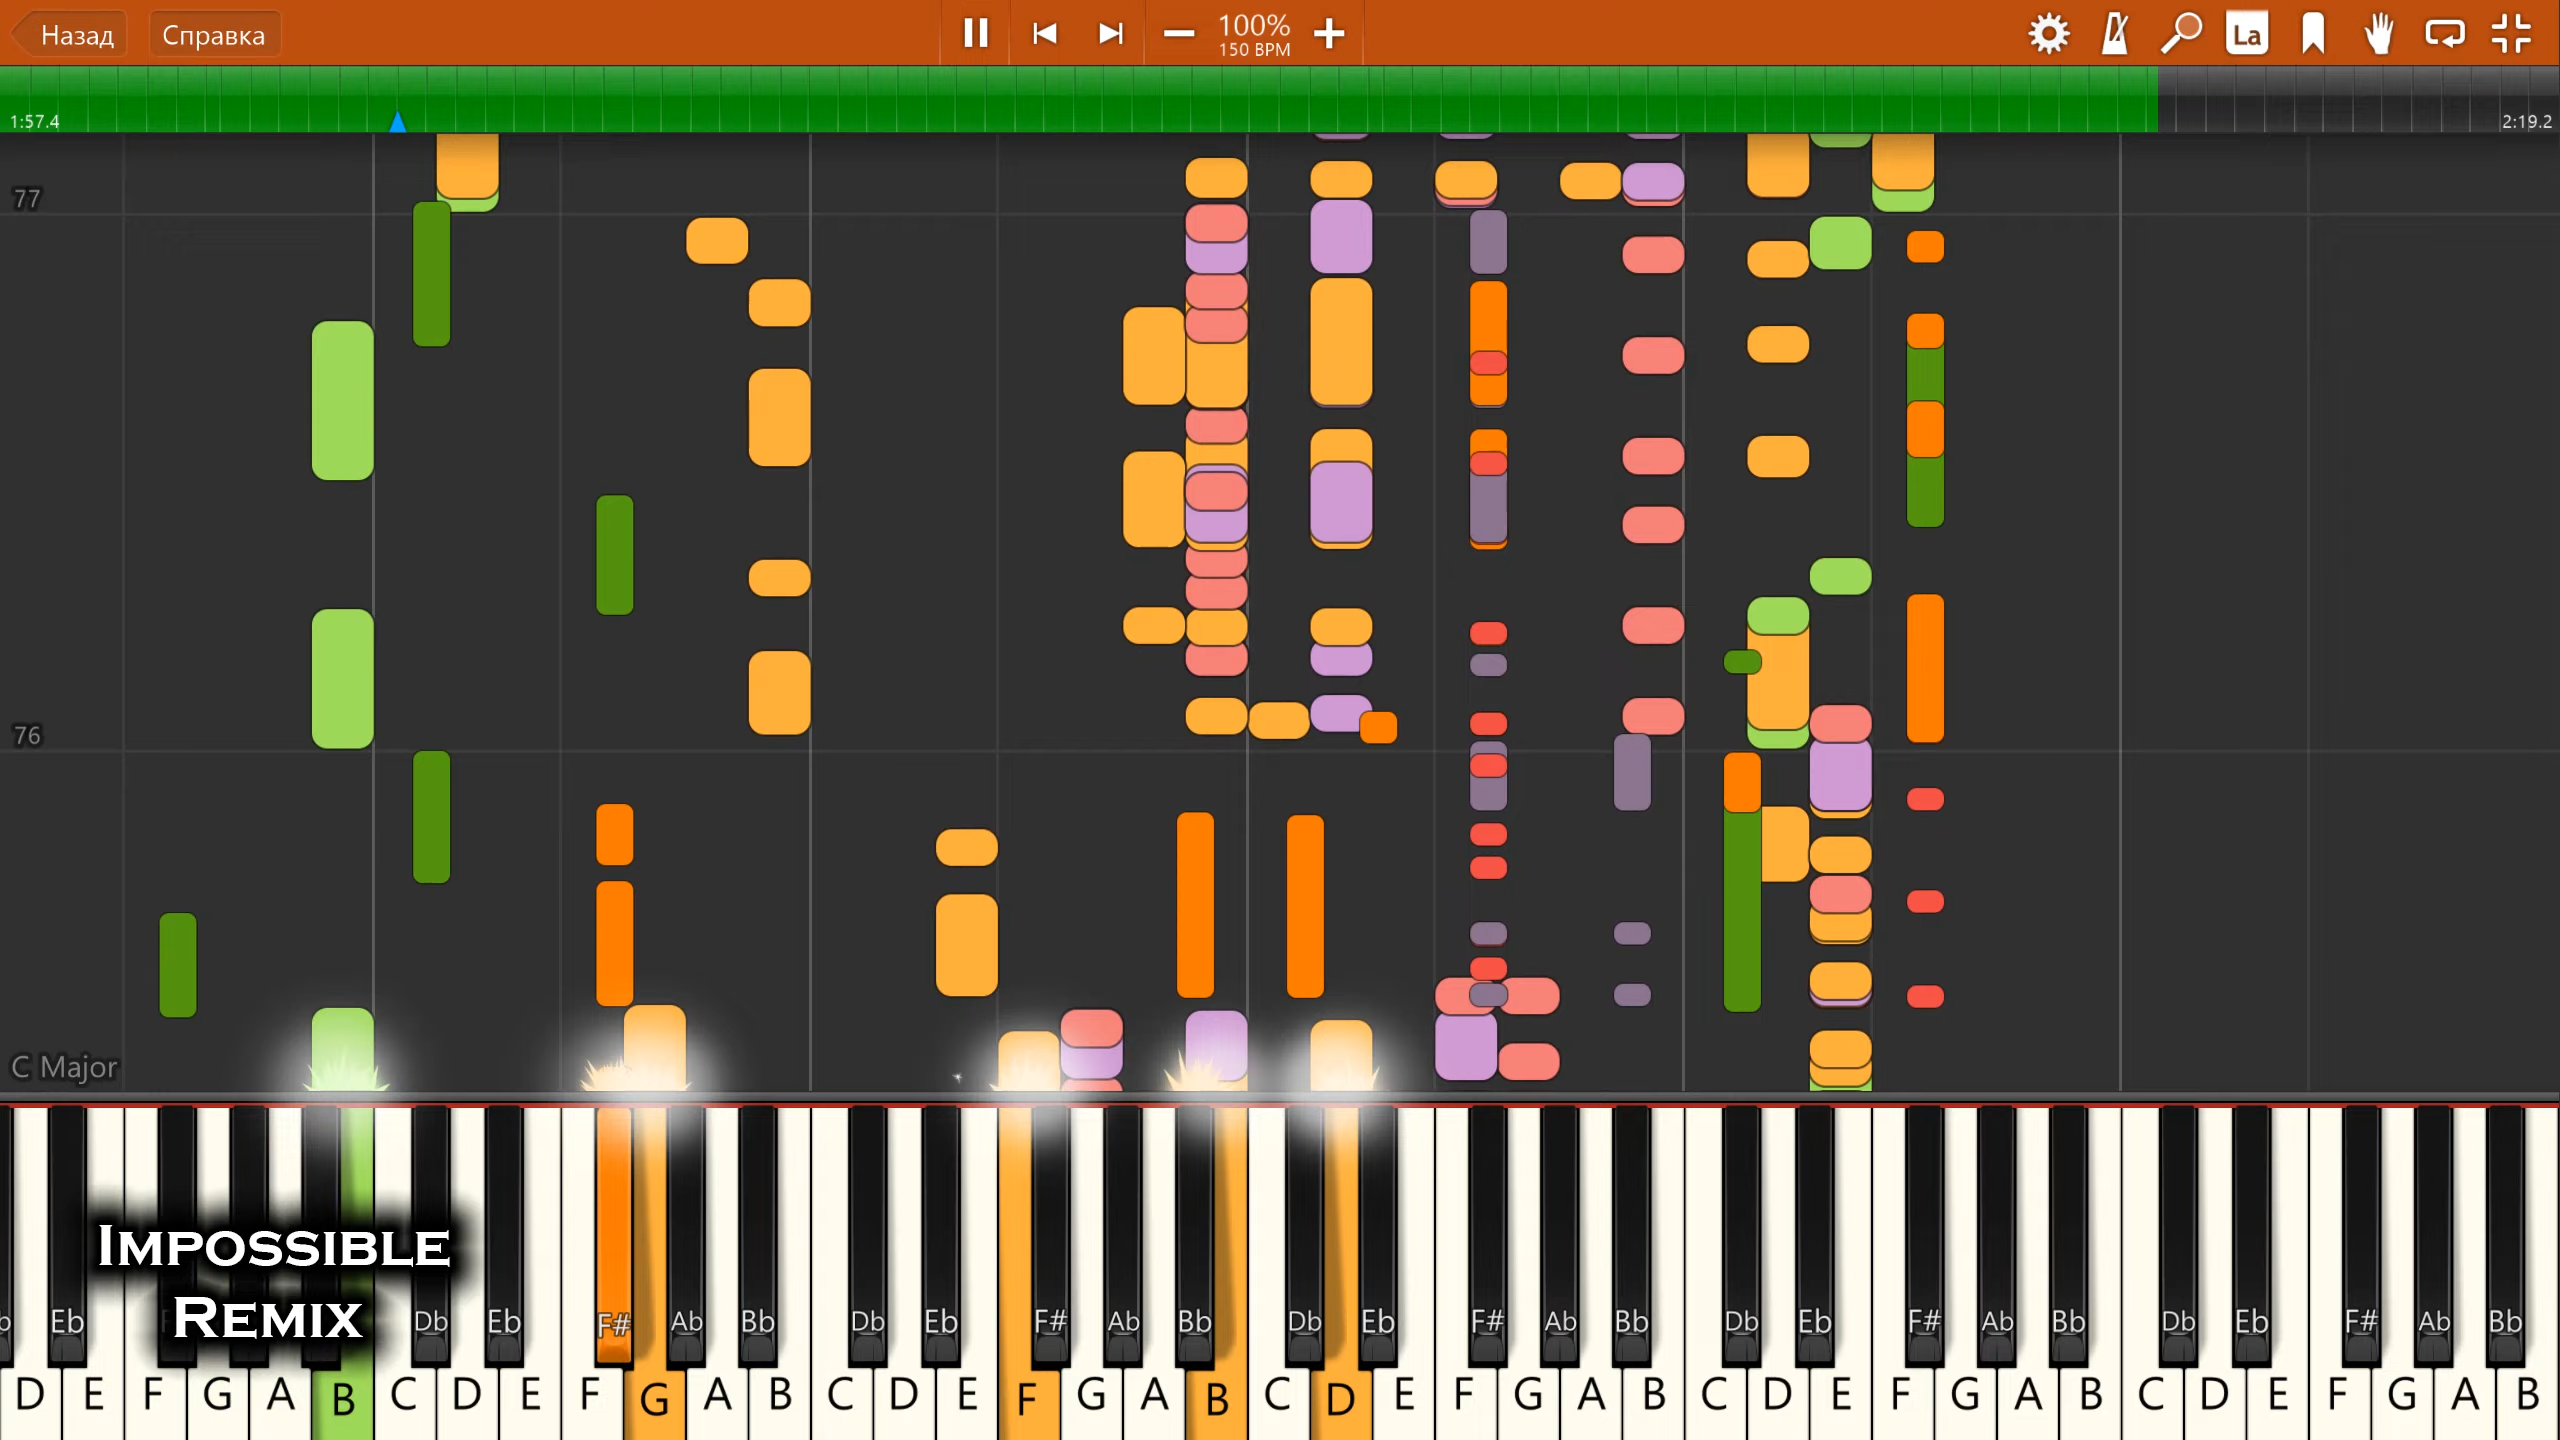 Назад Справка 100% La
150 BPM
1:57.4 2:19.2
77
76
C Major
Impossible
Remix
Eb Db Eb F# Ab Bb Db Eb F# Ab Bb Db Eb F# Ab Bb Db Eb F# Ab Bb Db Eb F# Ab Bb
D E F G A B C D E F G A B C D E F G A B C D E F G A B C D E F G A B C D E F G A B